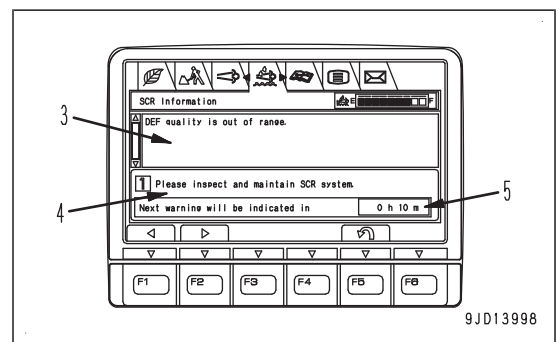 SCR Information
E F
3
DEF quality is out of range.
1 Please inspect and maintain SCR system.
4
Next warning will be indicated in 0 h 10 m
5
F1 F2 F3 F4 F5 F6
9JD13998